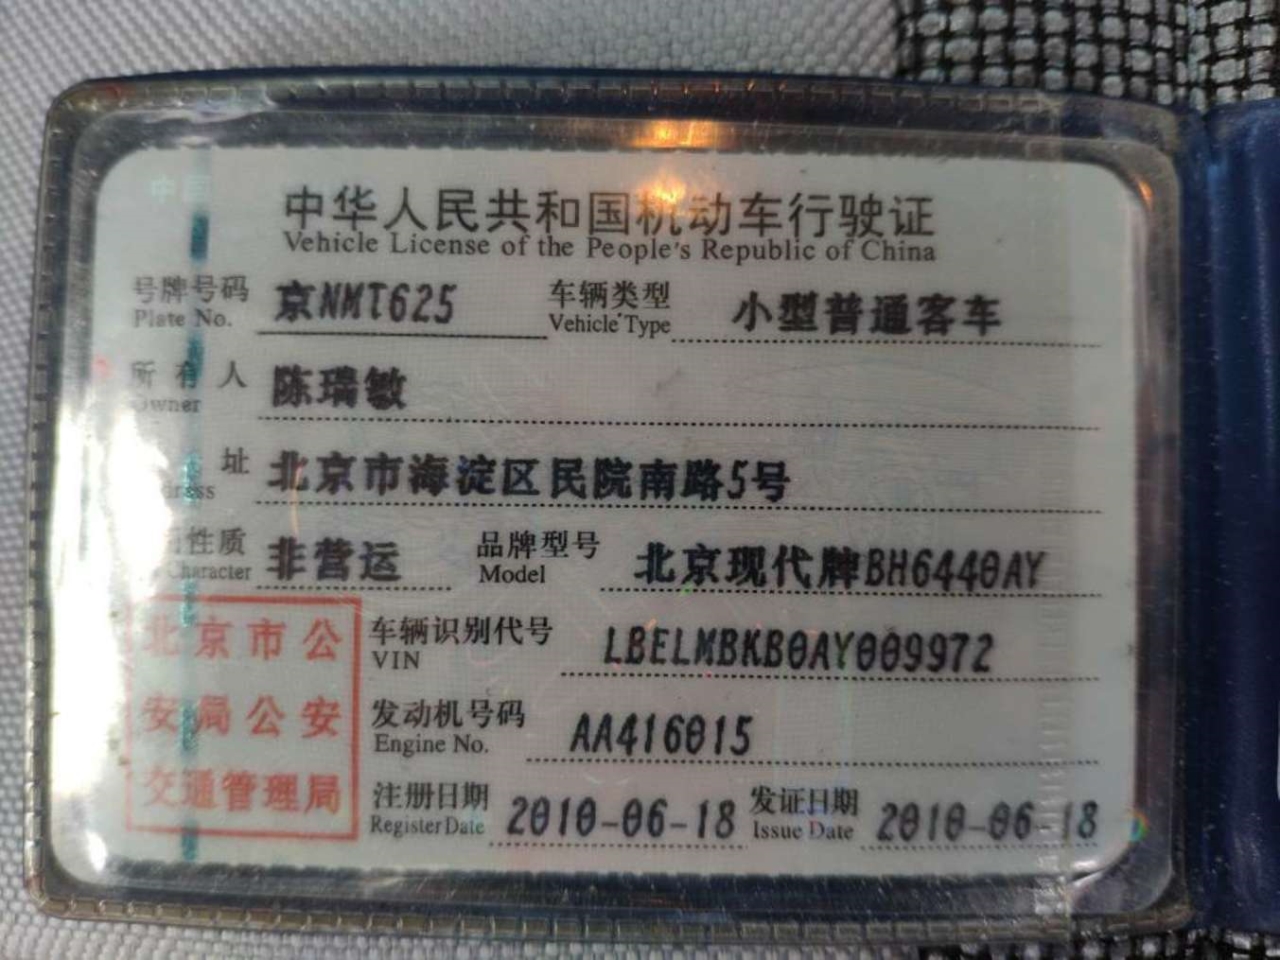 中华人民共和国机动车行驶证
Vehicle License of the People's Republic of China
号牌号码 京NMT625 车辆类型 小型普通客车
Plate No. Vehicle Type
所有人 陈瑞敏
Owner
址 北京市海淀区民院南路5号
性质 非营运 品牌型号 北京现代牌BH6440AY
Character Model
北京市公 车辆识别代号 LBELMBKB0AY009972
VIN
安局公安 发动机号码 AA416015
Engine No.
交通管理局 注册日期 2010-06-18 发证日期 2010-06-18
Register Date Issue Date